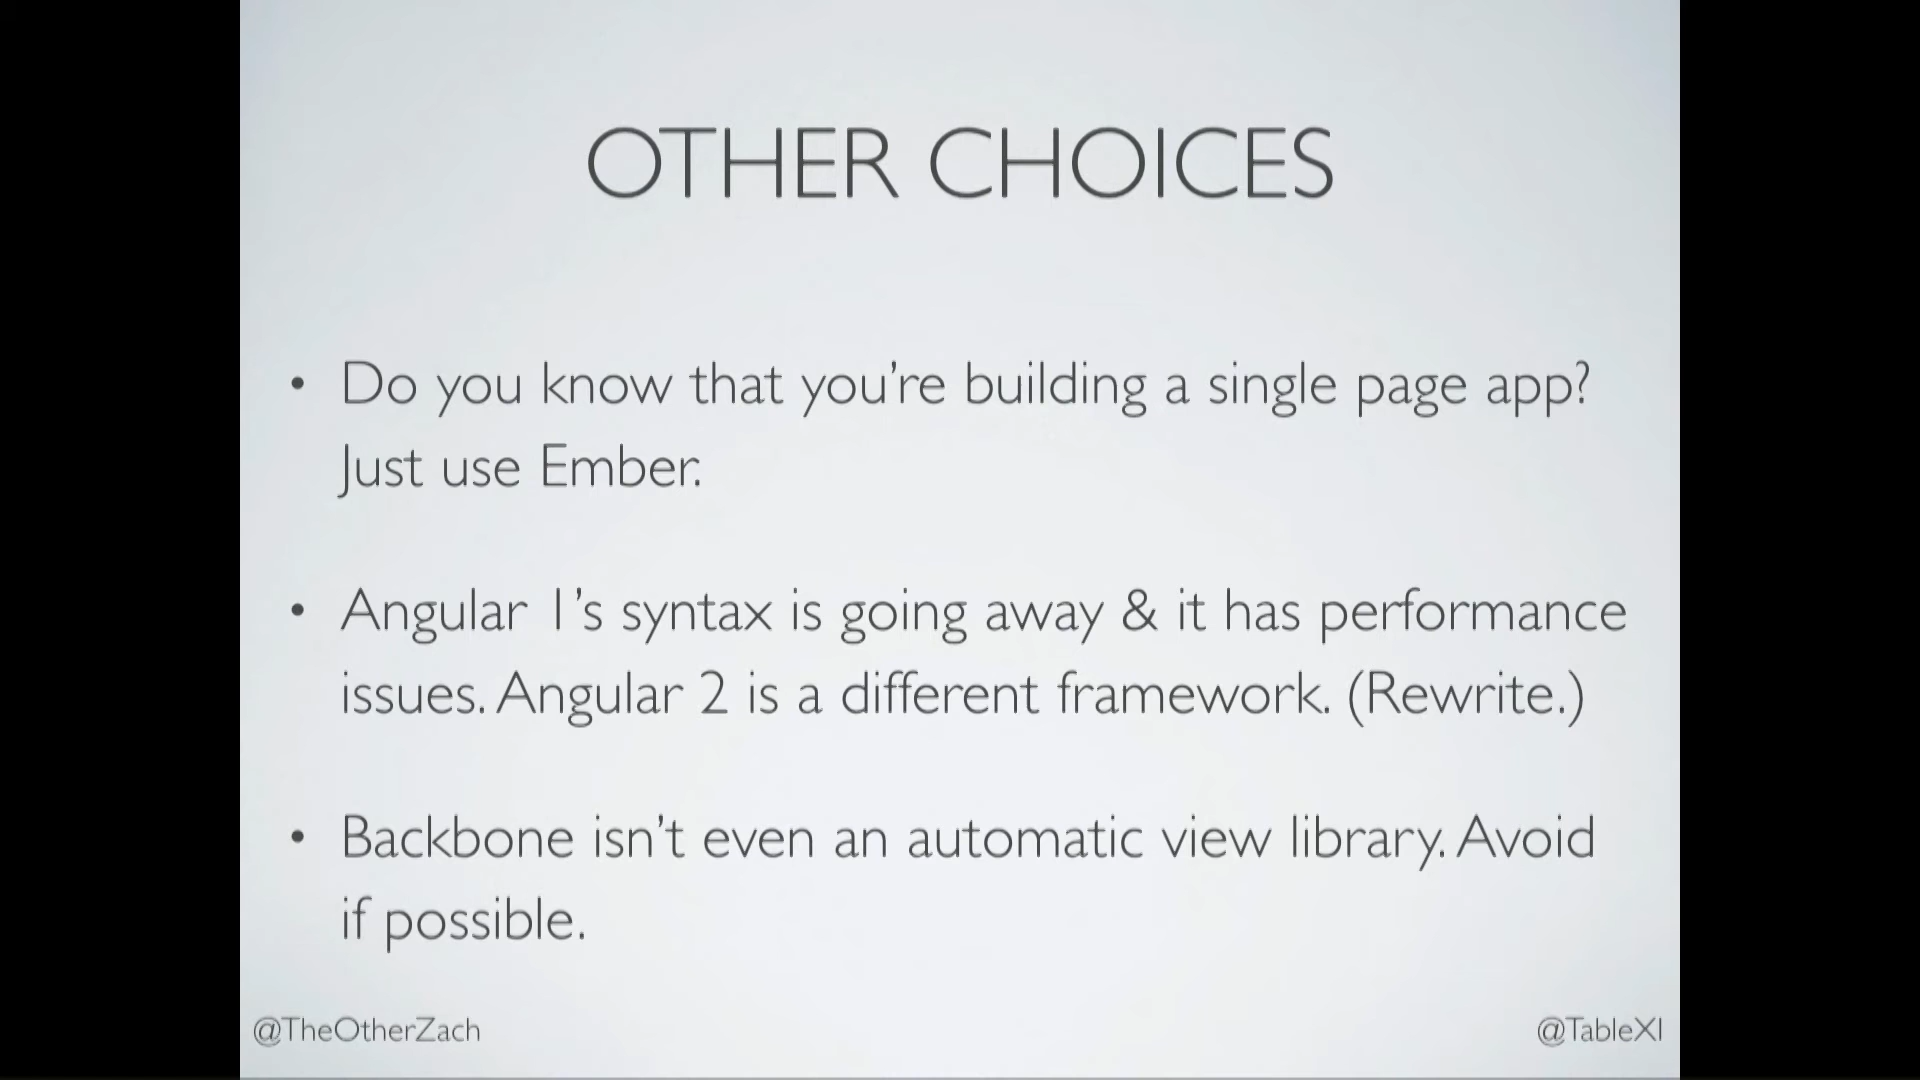 OTHER CHOICES
• Do you know that you’re building a single page app?
Just use Ember.
• Angular 1’s syntax is going away & it has performance
issues. Angular 2 is a different framework. (Rewrite.)
• Backbone isn’t even an automatic view library. Avoid
if possible.
@TheOtherZach
@TableXI